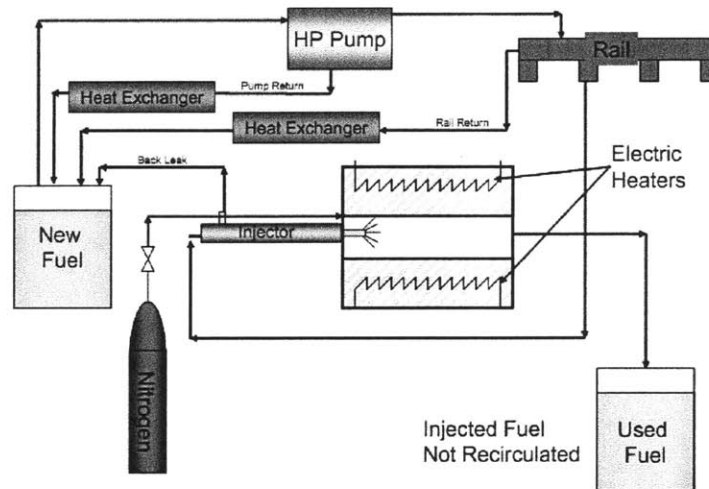 HP Pump
Rail
Pump Return
Heat Exchanger
Heat Exchanger
Rail Return
Back Leak
Electric
Heaters
New
Fuel
Injector
Nitrogen
Injected Fuel
Not Recirculated
Used
Fuel